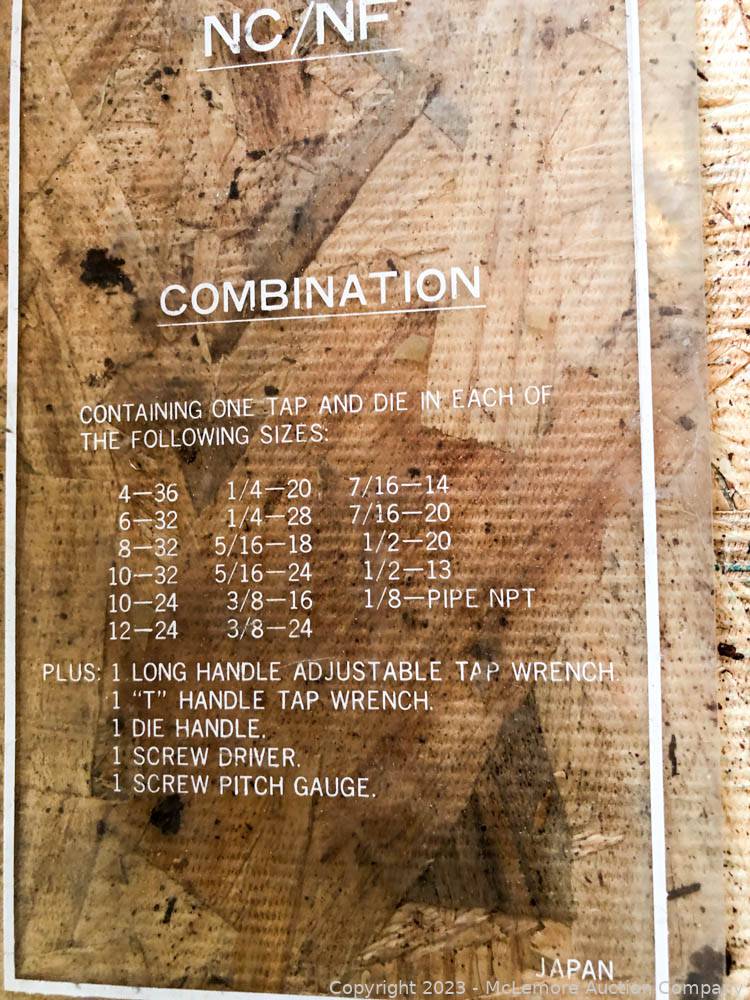 NC/NF
COMBINATION
CONTAINING ONE TAP AND DIE IN EACH OF
THE FOLLOWING SIZES:
4—36 1/4—20 7/16—14
6—32 1/4—28 7/16—20
8—32 5/16—18 1/2—20
10—32 5/16—24 1/2—13
10—24 3/8—16 1/8—PIPE NPT
12—24 3/8—24
PLUS: 1 LONG HANDLE ADJUSTABLE TAP WRENCH.
1 "T" HANDLE TAP WRENCH.
1 DIE HANDLE.
1 SCREW DRIVER.
1 SCREW PITCH GAUGE.
JAPAN
Copyright 2023 - McLemore Auction Company